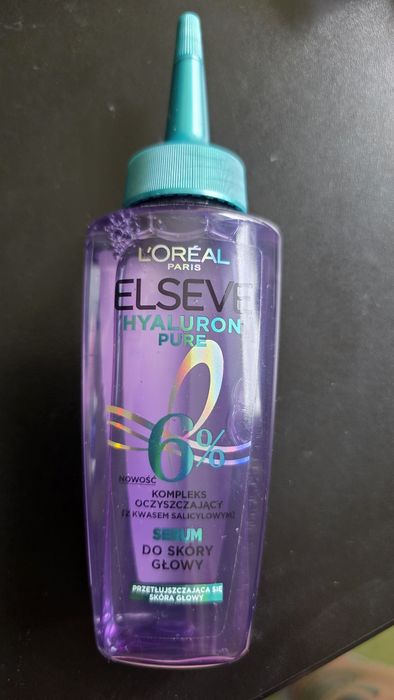 L'ORÉAL
PARIS
ELSEVE
HYALURON
PURE
6%
NOWOŚĆ
KOMPLEKS
OCZYSZCZAJĄCY
[Z KWASEM SALICYLOWYM]
SERUM
DO SKÓRY
GŁOWY
PRZETŁUSZCZAJĄCA SIĘ
SKÓRA GŁOWY